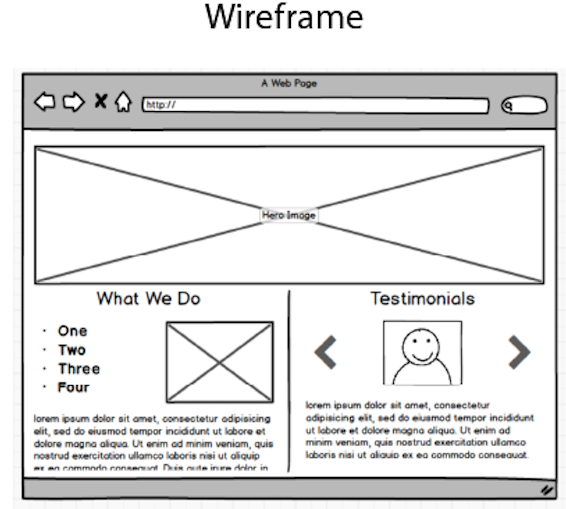 Wireframe
A Web Page
http://
Hero Image
What We Do
· One
· Two
· Three
· Four
lorem ipsum dolor sit amet, consectetur adipisicing
elit, sed do eiusmod tempor incididunt ut labore et
dolore magna aliqua. Ut enim ad minim veniam, quis
nostrud exercitation ullamco laboris nisi ut aliquip
ex ea commodo consequat. Duis aute irure dolor in
Testimonials
lorem ipsum dolor sit amet, consectetur
elit, sed do eiusmod tempor incididunt
ut labore et dolore magna aliqua. Ut enim ad
minim veniam, quis nostrud exercitation ullamco
laboris nisi ut aliquip ex ea commodo consequat.